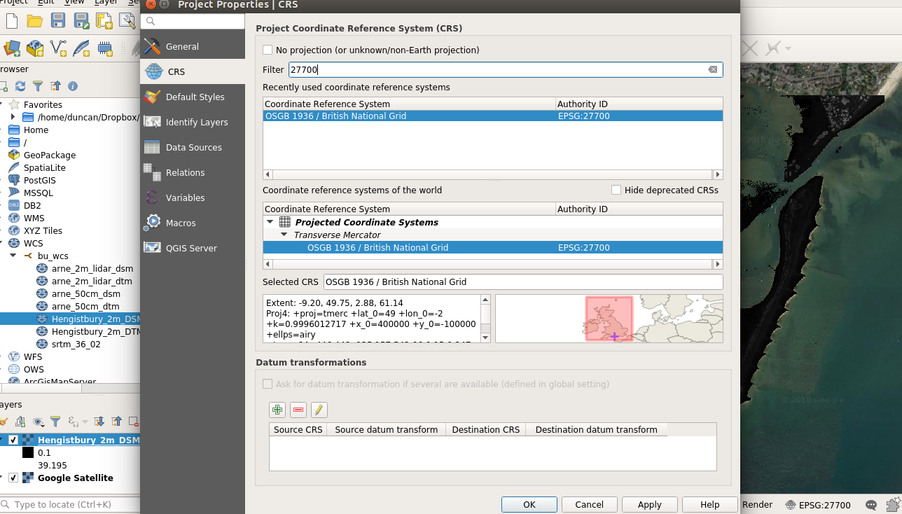 Project Properties | CRS
rowser
Favorites
/home/duncan/Dropbox/
Home
/
GeoPackage
SpatiaLite
PostGIS
MSSQL
DB2
WMS
XYZ Tiles
WCS
bu_wcs
arne_2m_lidar_dsm
arne_2m_lidar_dtm
arne_50cm_dsm
arne_50cm_dtm
Hengistbury_2m_DSM
Hengistbury_2m_DTM
srtm_36_02
WFS
OWS
ArcGisMapServer
ayers
Hengistbury_2m_DSM
0.1
39.195
Google Satellite
Type to locate (Ctrl+K)
General
CRS
Default Styles
Identify Layers
Data Sources
Relations
Variables
Macros
QGIS Server
Project Coordinate Reference System (CRS)
No projection (or unknown/non-Earth projection)
Filter 27700
Recently used coordinate reference systems
Coordinate Reference System Authority ID
OSGB 1936 / British National Grid EPSG:27700
Coordinate reference systems of the world Hide deprecated CRSs
Coordinate Reference System Authority ID
Projected Coordinate Systems
Transverse Mercator
OSGB 1936 / British National Grid EPSG:27700
Selected CRS OSGB 1936 / British National Grid
Extent: -9.20, 49.75, 2.88, 61.14
Proj4: +proj=tmerc +lat_0=49 +lon_0=-2
+k=0.9996012717 +x_0=400000 +y_0=-100000
+ellps=airy
Datum transformations
Ask for datum transformation if several are available (defined in global setting)
Source CRS Source datum transform Destination CRS Destination datum transform
OK Cancel Apply Help
Render EPSG:27700